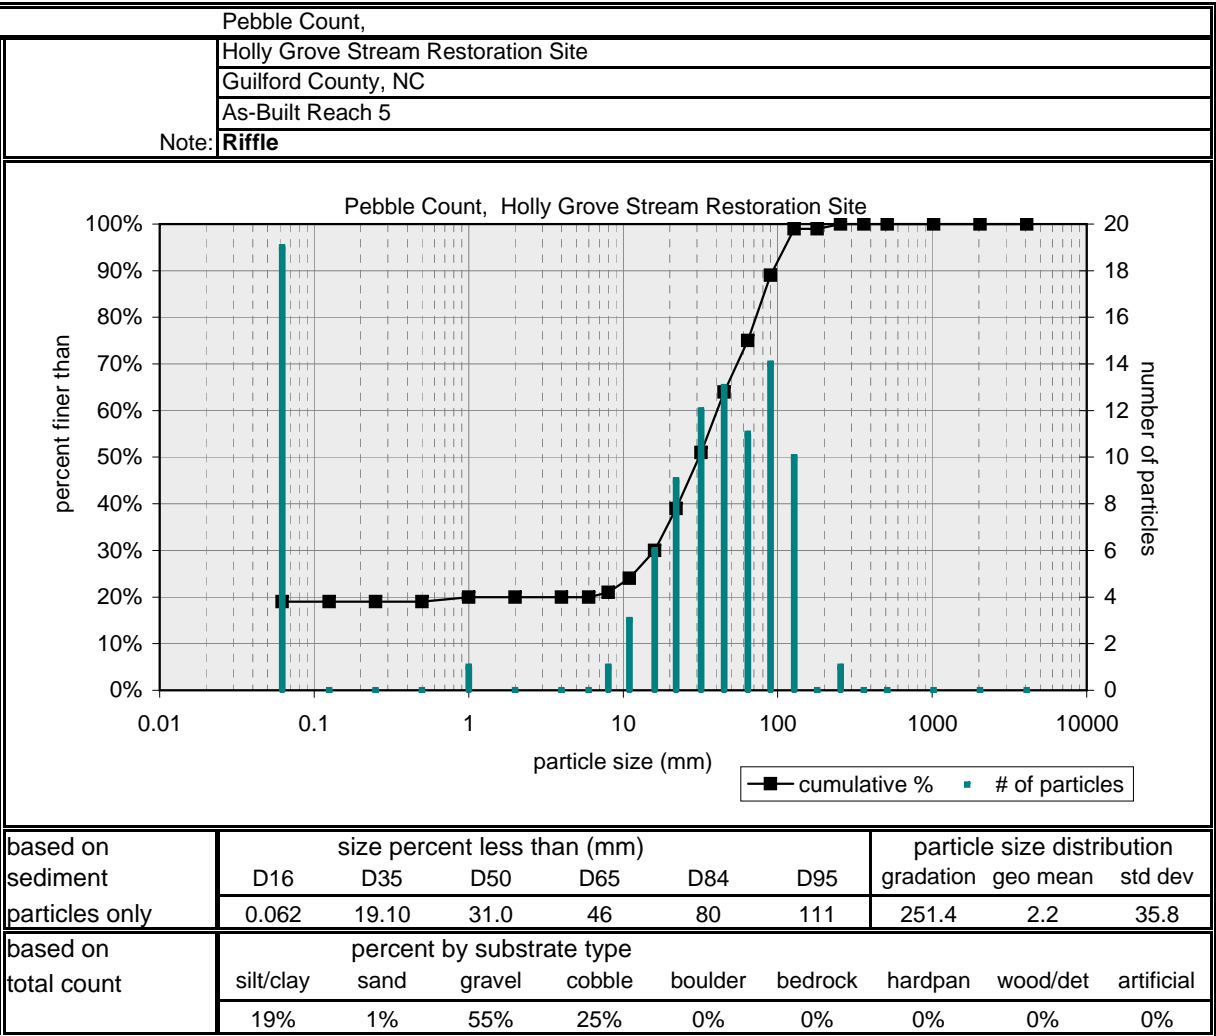 Pebble Count,
Holly Grove Stream Restoration Site
Guilford County, NC
As-Built Reach 5
Note: Riffle
Pebble Count, Holly Grove Stream Restoration Site
100%
90%
80%
70%
60%
50%
40%
30%
20%
10%
0%
percent finer than
20
18
16
14
12
10
8
6
4
2
0
number of particles
0.01 0.1 1 10 100 1000 10000
particle size (mm)
cumulative % # of particles
based on size percent less than (mm) particle size distribution
sediment D16 D35 D50 D65 D84 D95 gradation geo mean std dev
particles only 0.062 19.10 31.0 46 80 111 251.4 2.2 35.8
based on percent by substrate type
total count silt/clay sand gravel cobble boulder bedrock hardpan wood/det artificial
19% 1% 55% 25% 0% 0% 0% 0% 0%